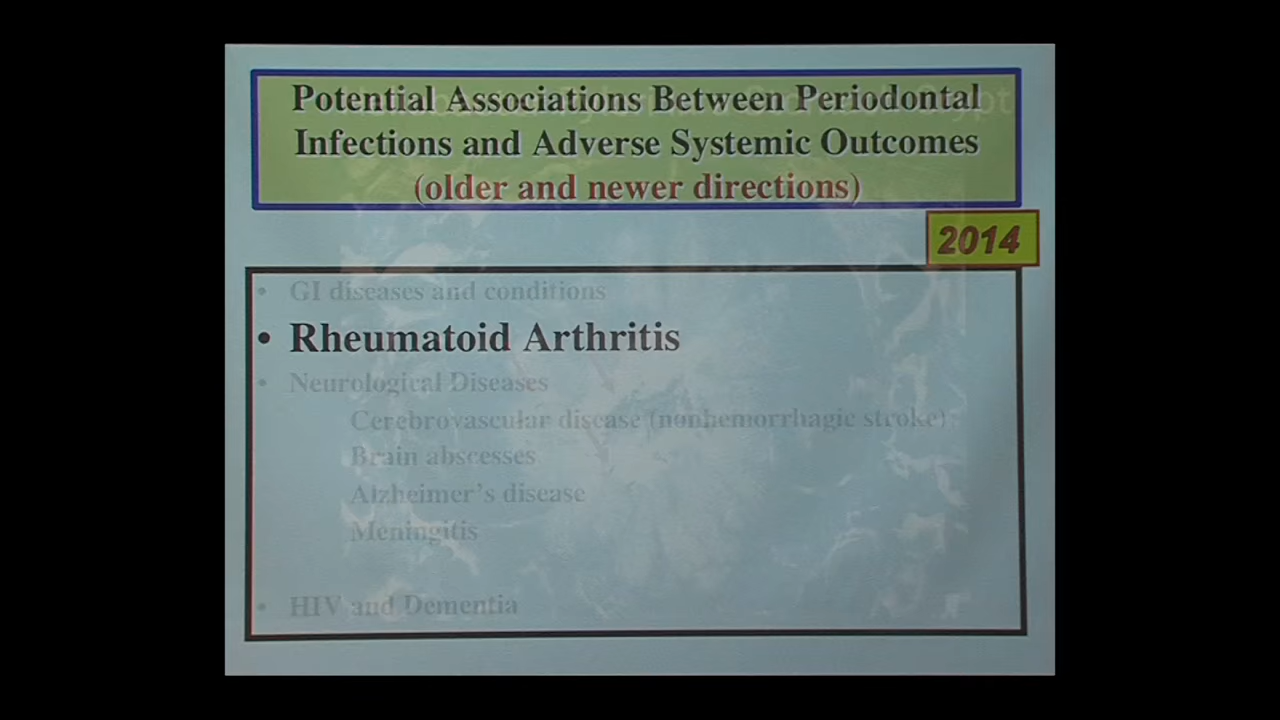 Potential Associations Between Periodontal
Infections and Adverse Systemic Outcomes
(older and newer directions)
2014
• GI diseases and conditions
• Rheumatoid Arthritis
• Neurological Diseases
Cerebrovascular disease (nonhemorrhagic stroke);
Brain abscesses
Alzheimer's disease
Meningitis
• HIV and Dementia